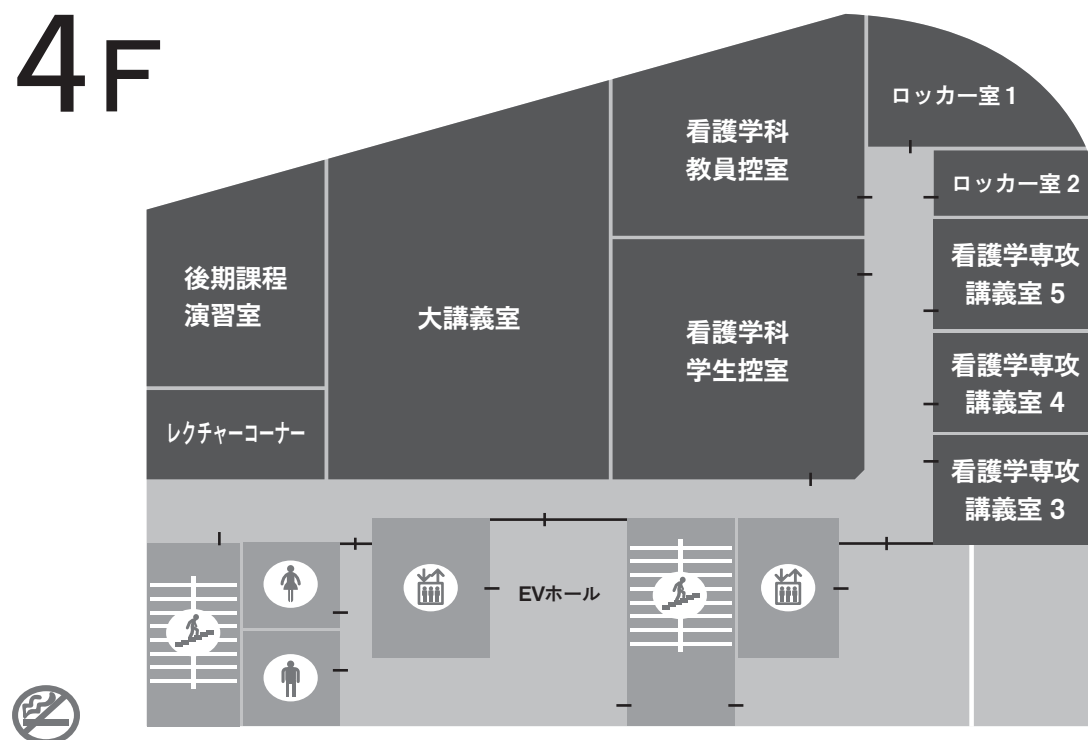 4F
ロッカー室 1
看護学科
教員控室
ロッカー室 2
看護学専攻
講義室 5
後期課程
演習室
大講義室
看護学科
学生控室
看護学専攻
講義室 4
レクチャーコーナー
看護学専攻
講義室 3
EVホール